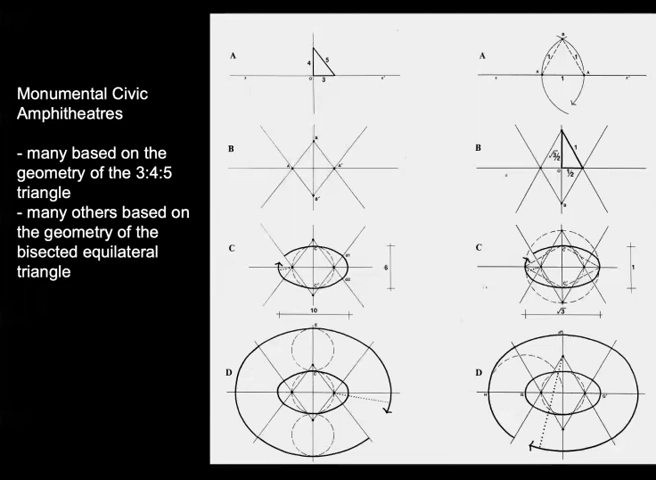 Monumental Civic
Amphitheatres
- many based on the
geometry of the 3:4:5
triangle
- many others based on
the geometry of the
bisected equilateral
triangle
A
4
5
3
A
1
1
1
B
B
√3/2
1
1/2
C
6
10
C
1
√3
D
D